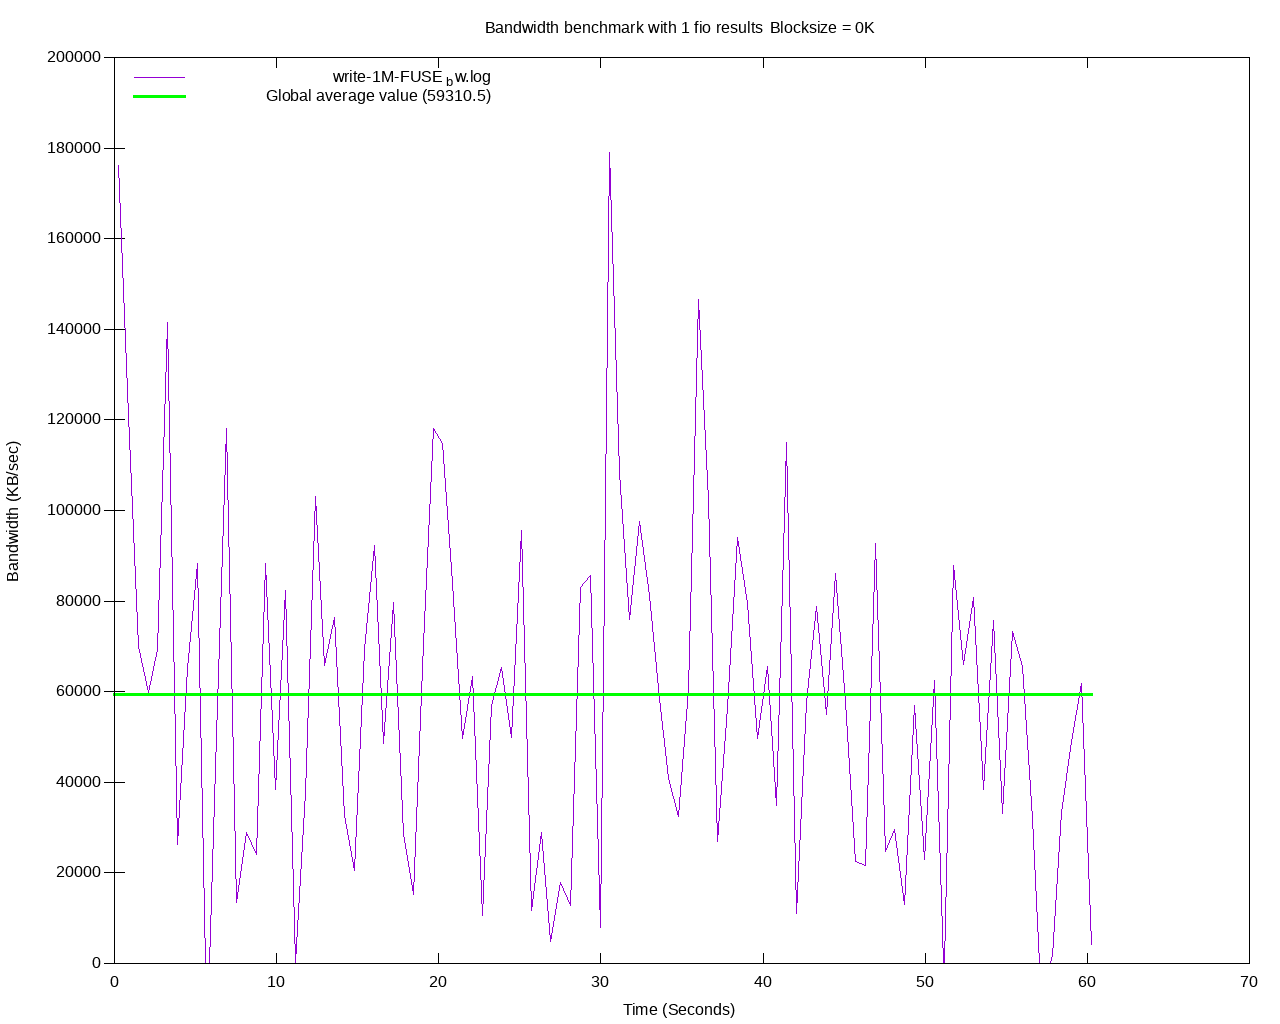 Bandwidth benchmark with 1 fio results Blocksize = 0K
200000
180000
160000
140000
120000
100000
80000
60000
40000
20000
0
write-1M-FUSE_bw.log
Global average value (59310.5)
Bandwidth (KB/sec)
0 10 20 30 40 50 60 70
Time (Seconds)